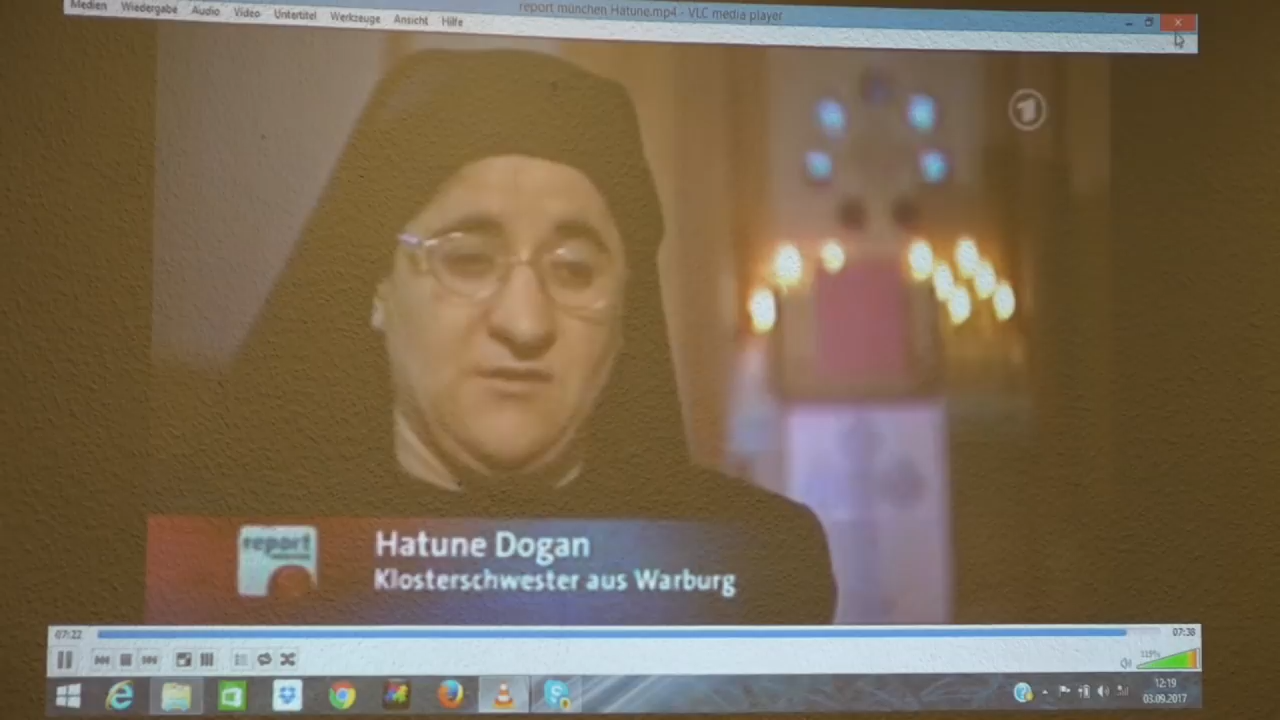 report münchen Hatune.mp4 - VLC media player
Medien Wiedergabe Audio Video Untertitel Werkzeuge Ansicht Hilfe
1
report
Hatune Dogan
Klosterschwester aus Warburg
07:22
07:38
12:19
03.09.2017